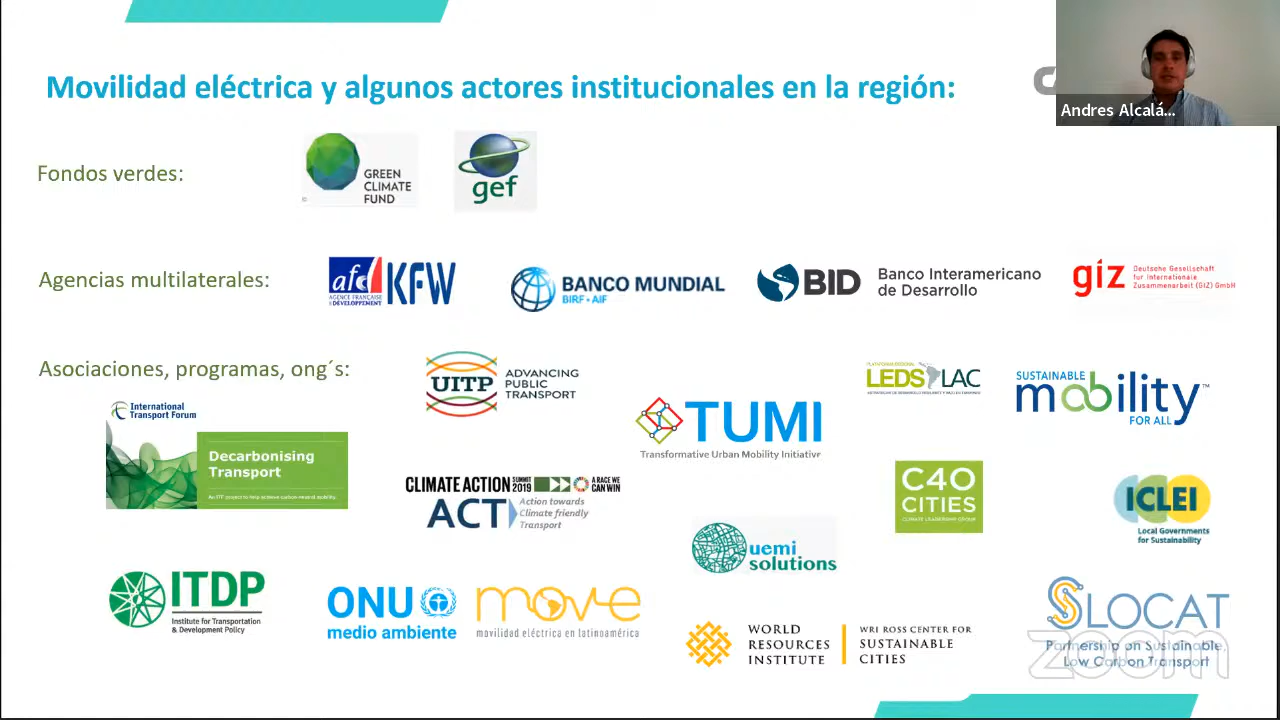 Movilidad eléctrica y algunos actores institucionales en la región:
Andres Alcalá...
Fondos verdes:
GREEN
CLIMATE
FUND
gef
Agencias multilaterales:
afd
AGENCE FRANÇAISE
DE DÉVELOPPEMENT
KFW
BANCO MUNDIAL
BIRF • AIF
BID
Banco Interamericano
de Desarrollo
giz
Deutsche Gesellschaft
für Internationale
Zusammenarbeit (GIZ) GmbH
Asociaciones, programas, ong´s:
UITP
ADVANCING
PUBLIC
TRANSPORT
LEDS LAC
SUSTAINABLE
mobility™
FOR ALL
International
Transport Forum
Decarbonising
Transport
TUMI
Transformative Urban Mobility Initiative
CLIMATE ACTION SUMMIT 2019 A RACE WE CAN WIN
ACT
Action towards
Climate friendly
Transport
C40
CITIES
CLIMATE LEADERSHIP GROUP
ICLEI
Local Governments
for Sustainability
uemi
solutions
ITDP
Institute for Transportation
& Development Policy
ONU
medio ambiente
move
movilidad eléctrica en latinoamérica
WORLD
RESOURCES
INSTITUTE
WRI ROSS CENTER FOR
SUSTAINABLE
CITIES
SLOCAT
Partnership on Sustainable,
Low Carbon Transport
zoom